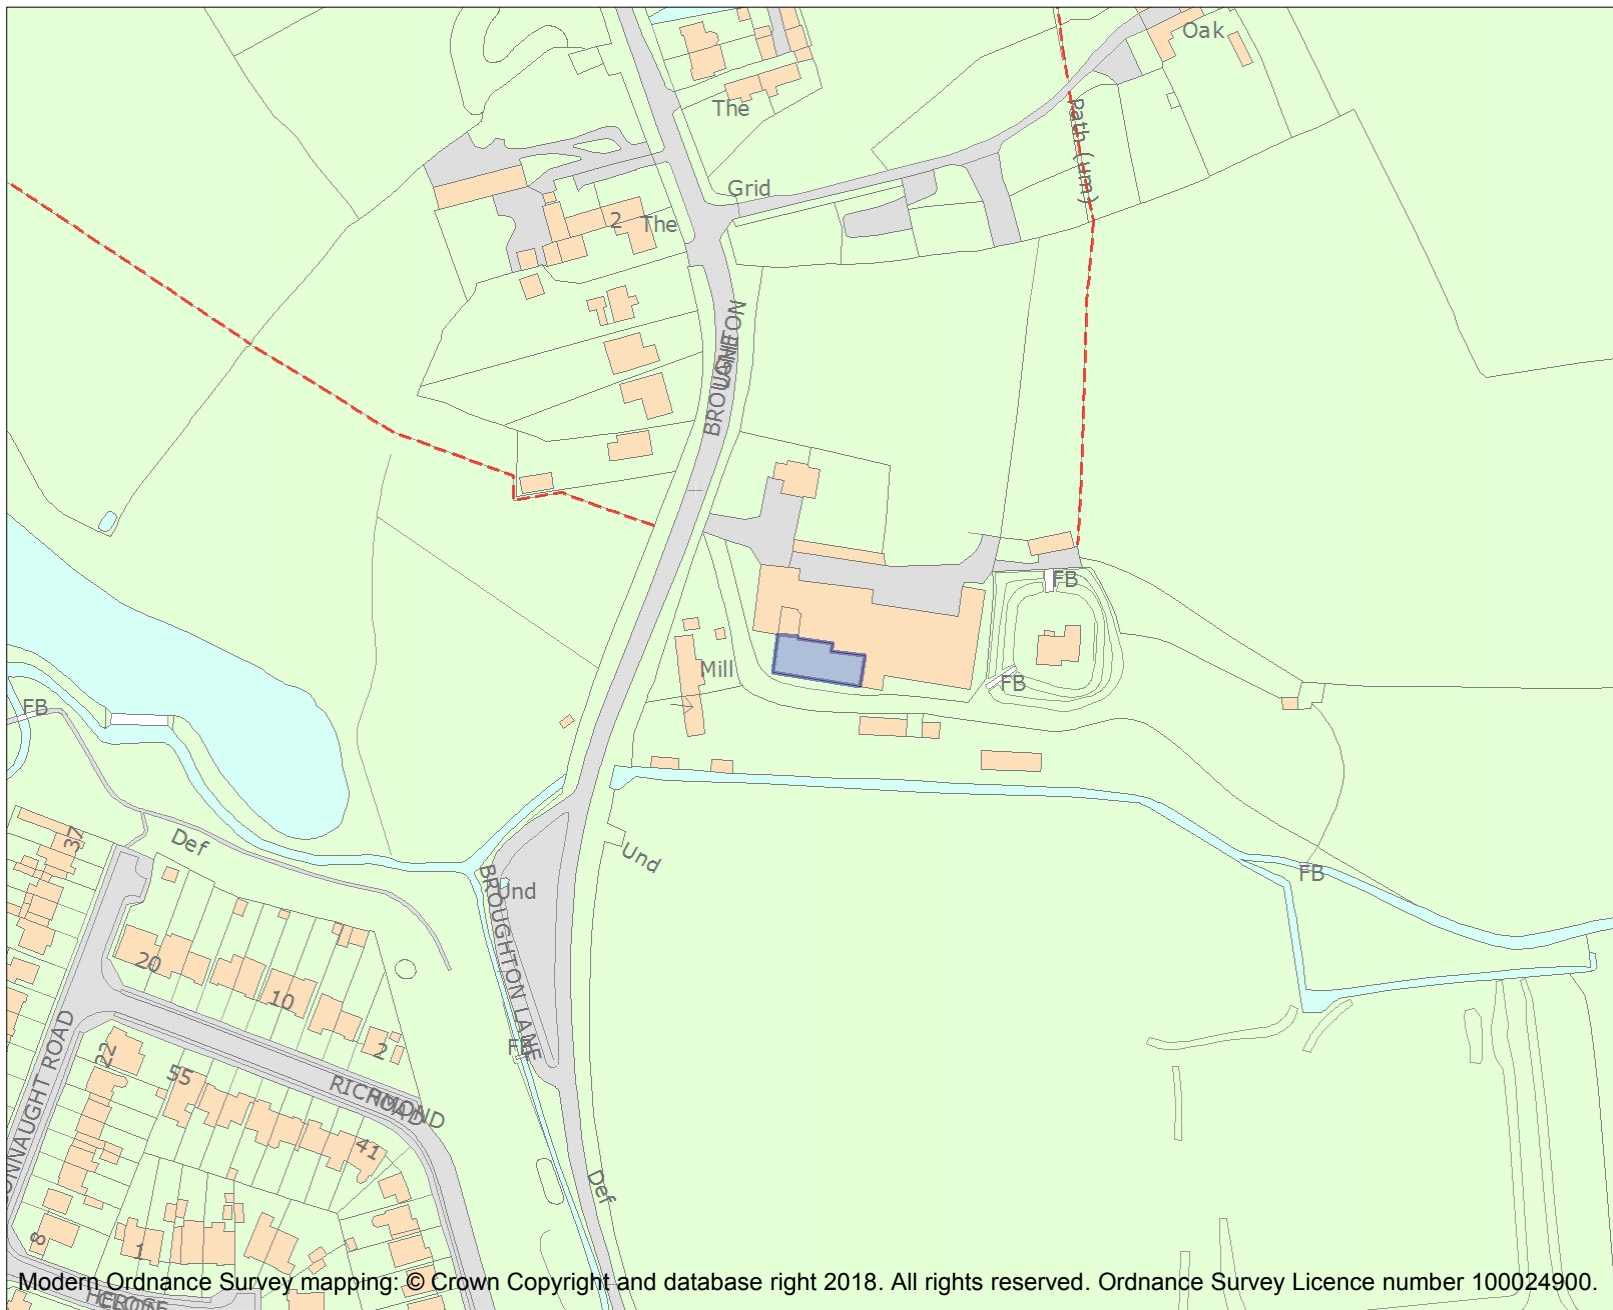 Oak
The
Path (um)
Grid
2
The
BROUGHTON
LANE
FB
Mill
FB
FB
37
Def
Und
FB
Und
BROUGHTON LANE
20
10
2
FB
CONNAUGHT ROAD
22
55
RICHMOND
ROAD
41
Def
8
1
CLOSE
Modern Ordnance Survey mapping: © Crown Copyright and database right 2018. All rights reserved. Ordnance Survey Licence number 100024900.